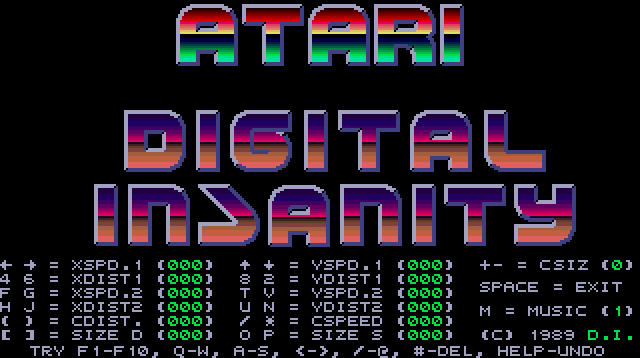 ATARI
DIGITAL
INSANITY
← → = XSPD.1 (000) ↑ ↓ = YSPD.1 (000) +- = CSIZ (0)
4 6 = XDIST1 (000) 8 2 = YDIST1 (000)
F G = XSPD.2 (000) T V = YSPD.2 (000) SPACE = EXIT
H J = XDIST2 (000) U N = YDIST2 (000)
( ) = CDIST. (000) / * = CSPEED (000) M = MUSIC (1)
[ ] = SIZE D (000) O P = SIZE S (000) (C) 1989 D.I.
TRY F1-F10, Q-W, A-S, <->, /-@, #-DEL, HELP-UNDO